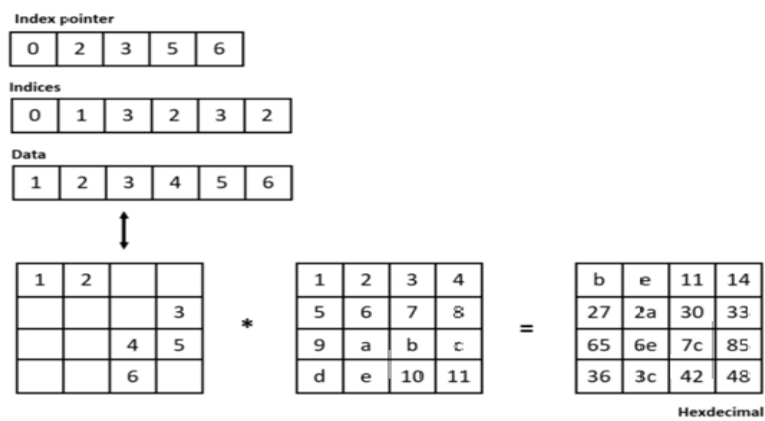 Index pointer
0 2 3 5 6
Indices
0 1 3 2 3 2
Data
1 2 3 4 5 6
1 2
3
4 5
6
*
1 2 3 4
5 6 7 8
9 a b c
d e 10 11
=
b e 11 14
27 2a 30 33
65 6e 7c 85
36 3c 42 48
Hexdecimal